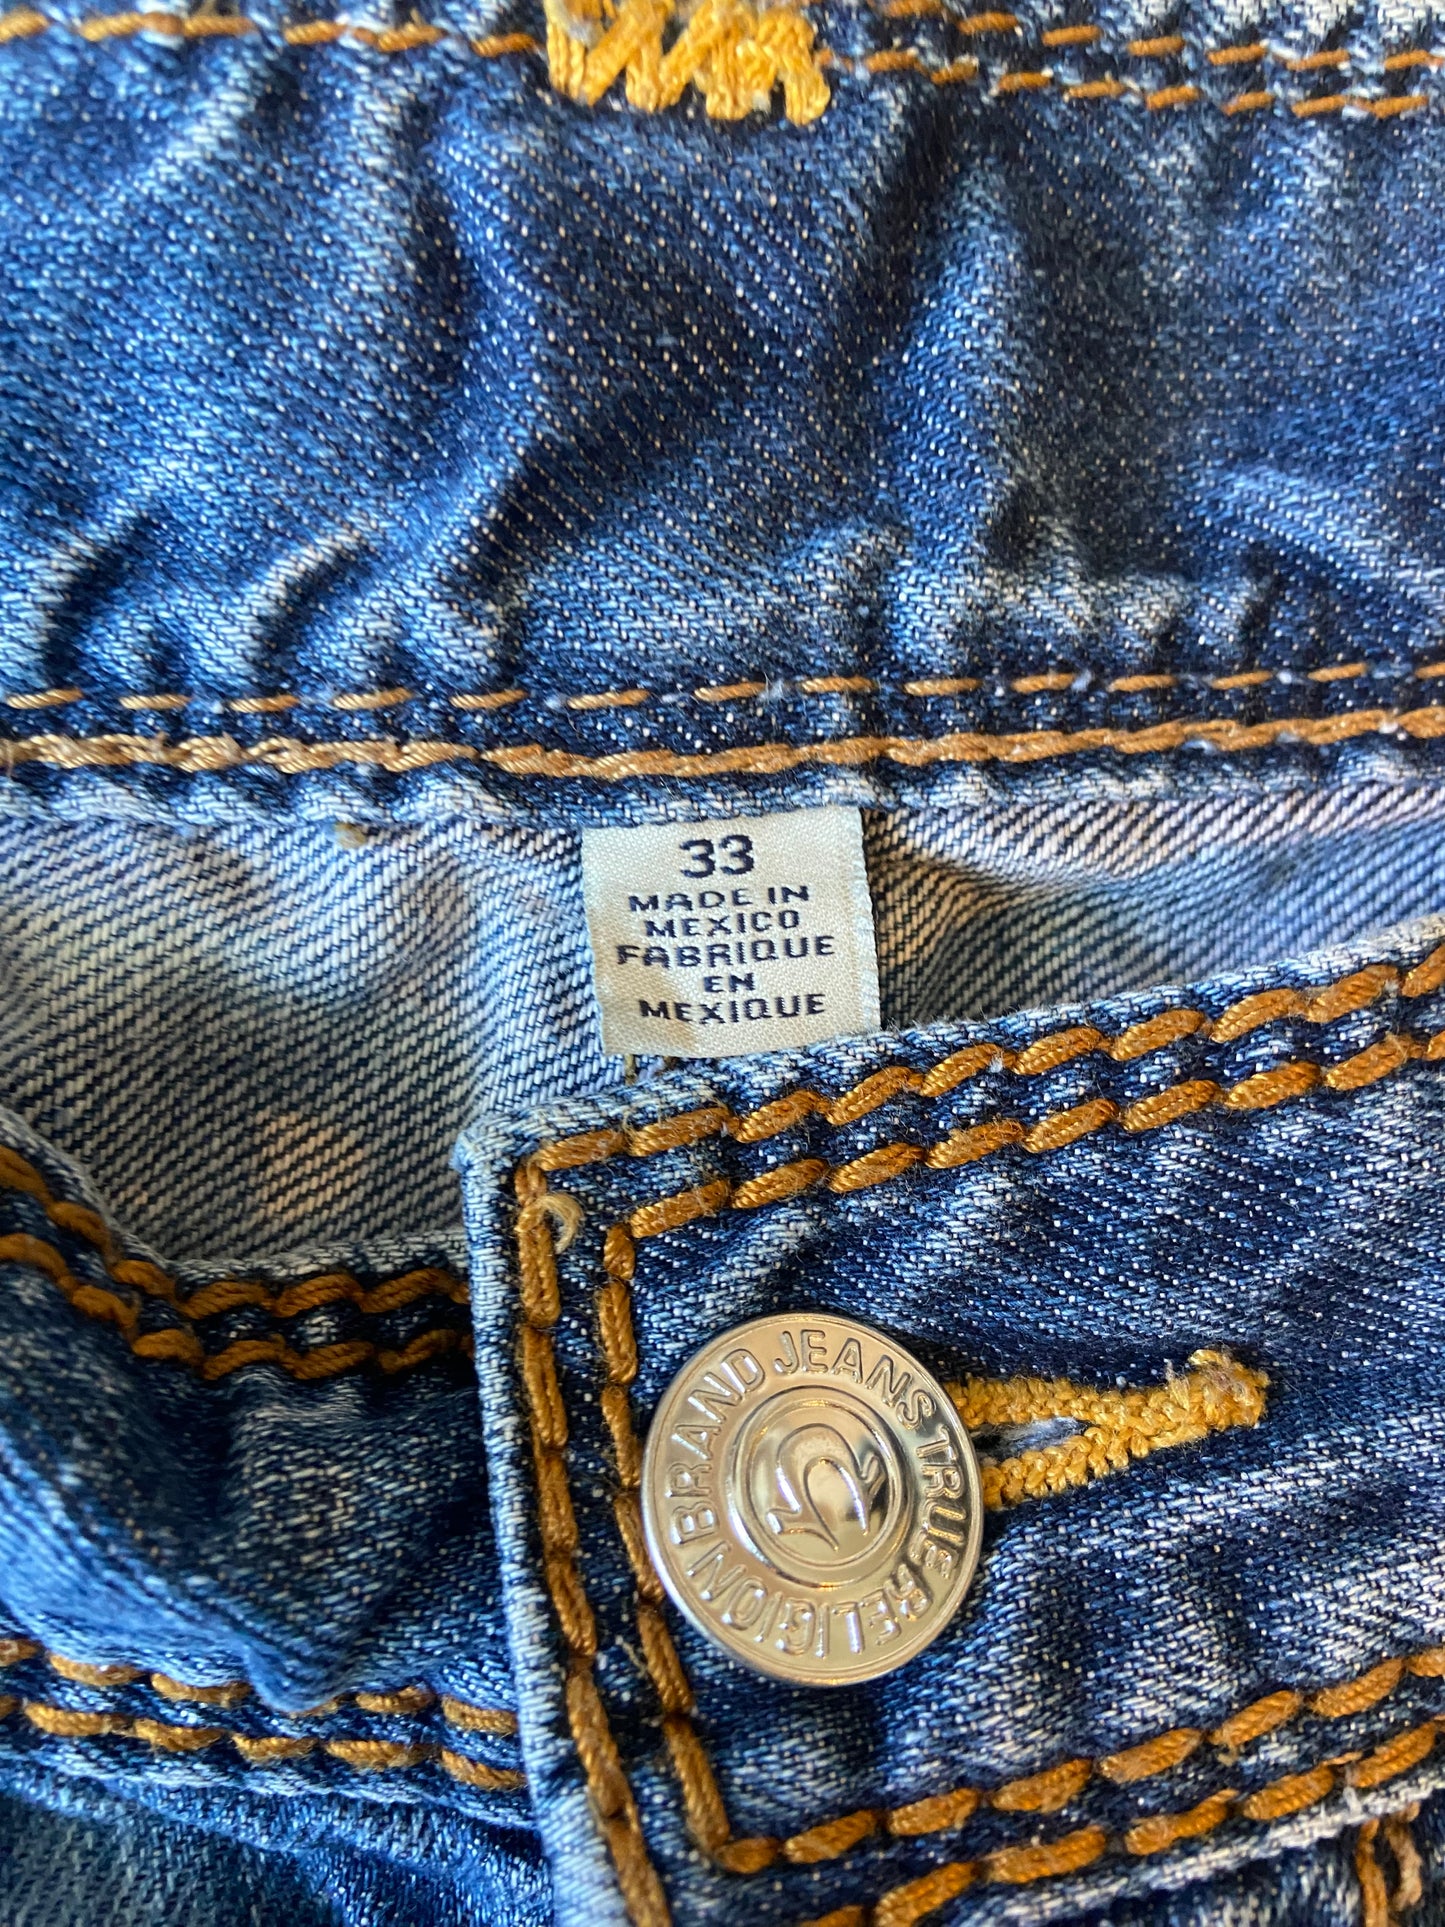 33
MADE IN
MEXICO
FABRIQUE
EN
MEXIQUE
TRUE RELIGION BRAND JEANS